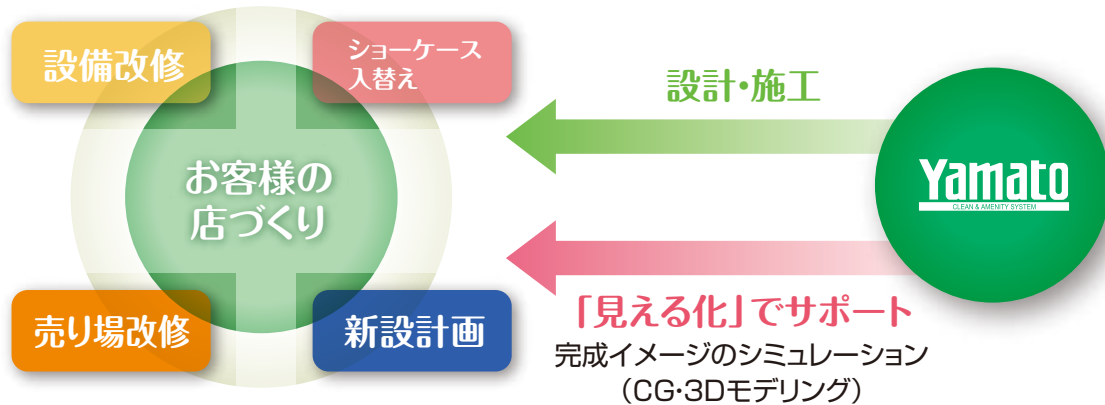 設備改修
ショーケース
入替え
お客様の
店づくり
売り場改修
新設計画
設計・施工
「見える化」でサポート
完成イメージのシミュレーション
（CG・3Dモデリング）
Yamato
CLEAN & AMENITY SYSTEM